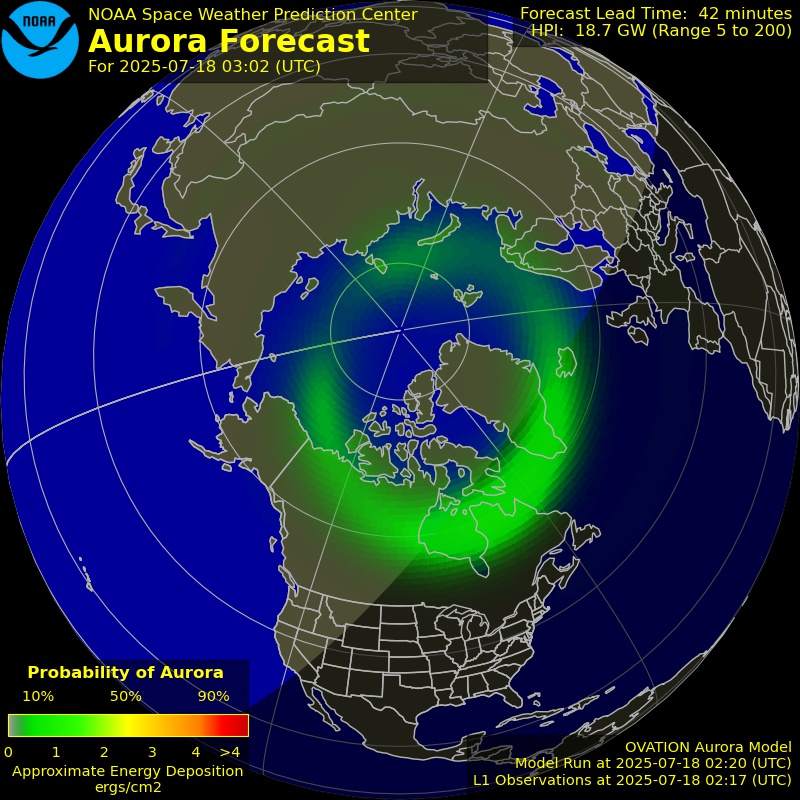 NOAA
NOAA Space Weather Prediction Center
Aurora Forecast
For 2025-07-18 03:02 (UTC)
Forecast Lead Time: 42 minutes
HPI: 18.7 GW (Range 5 to 200)
Probability of Aurora
10% 50% 90%
0 1 2 3 4 >4
Approximate Energy Deposition
ergs/cm2
OVATION Aurora Model
Model Run at 2025-07-18 02:20 (UTC)
L1 Observations at 2025-07-18 02:17 (UTC)